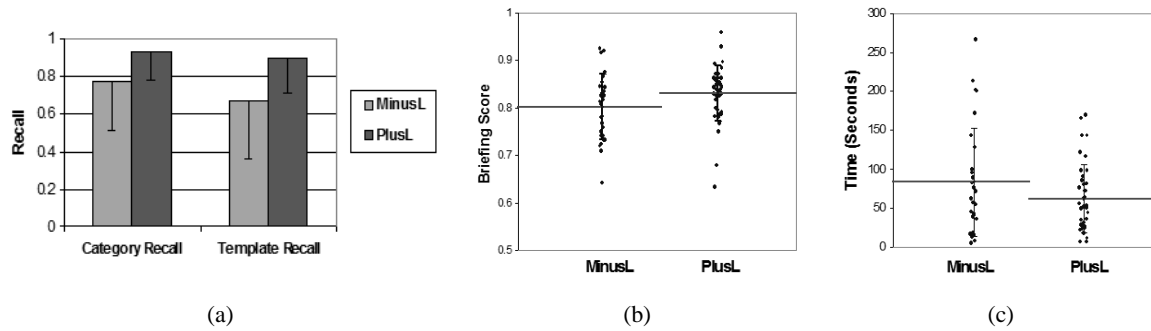 1
0.8
0.6
0.4
0.2
0
Recall
Category Recall
Template Recall
MinusL
PlusL
(a)
1
0.9
0.8
0.7
0.6
0.5
Briefing Score
MinusL
PlusL
(b)
300
250
200
150
100
50
0
Time (Seconds)
MinusL
PlusL
(c)